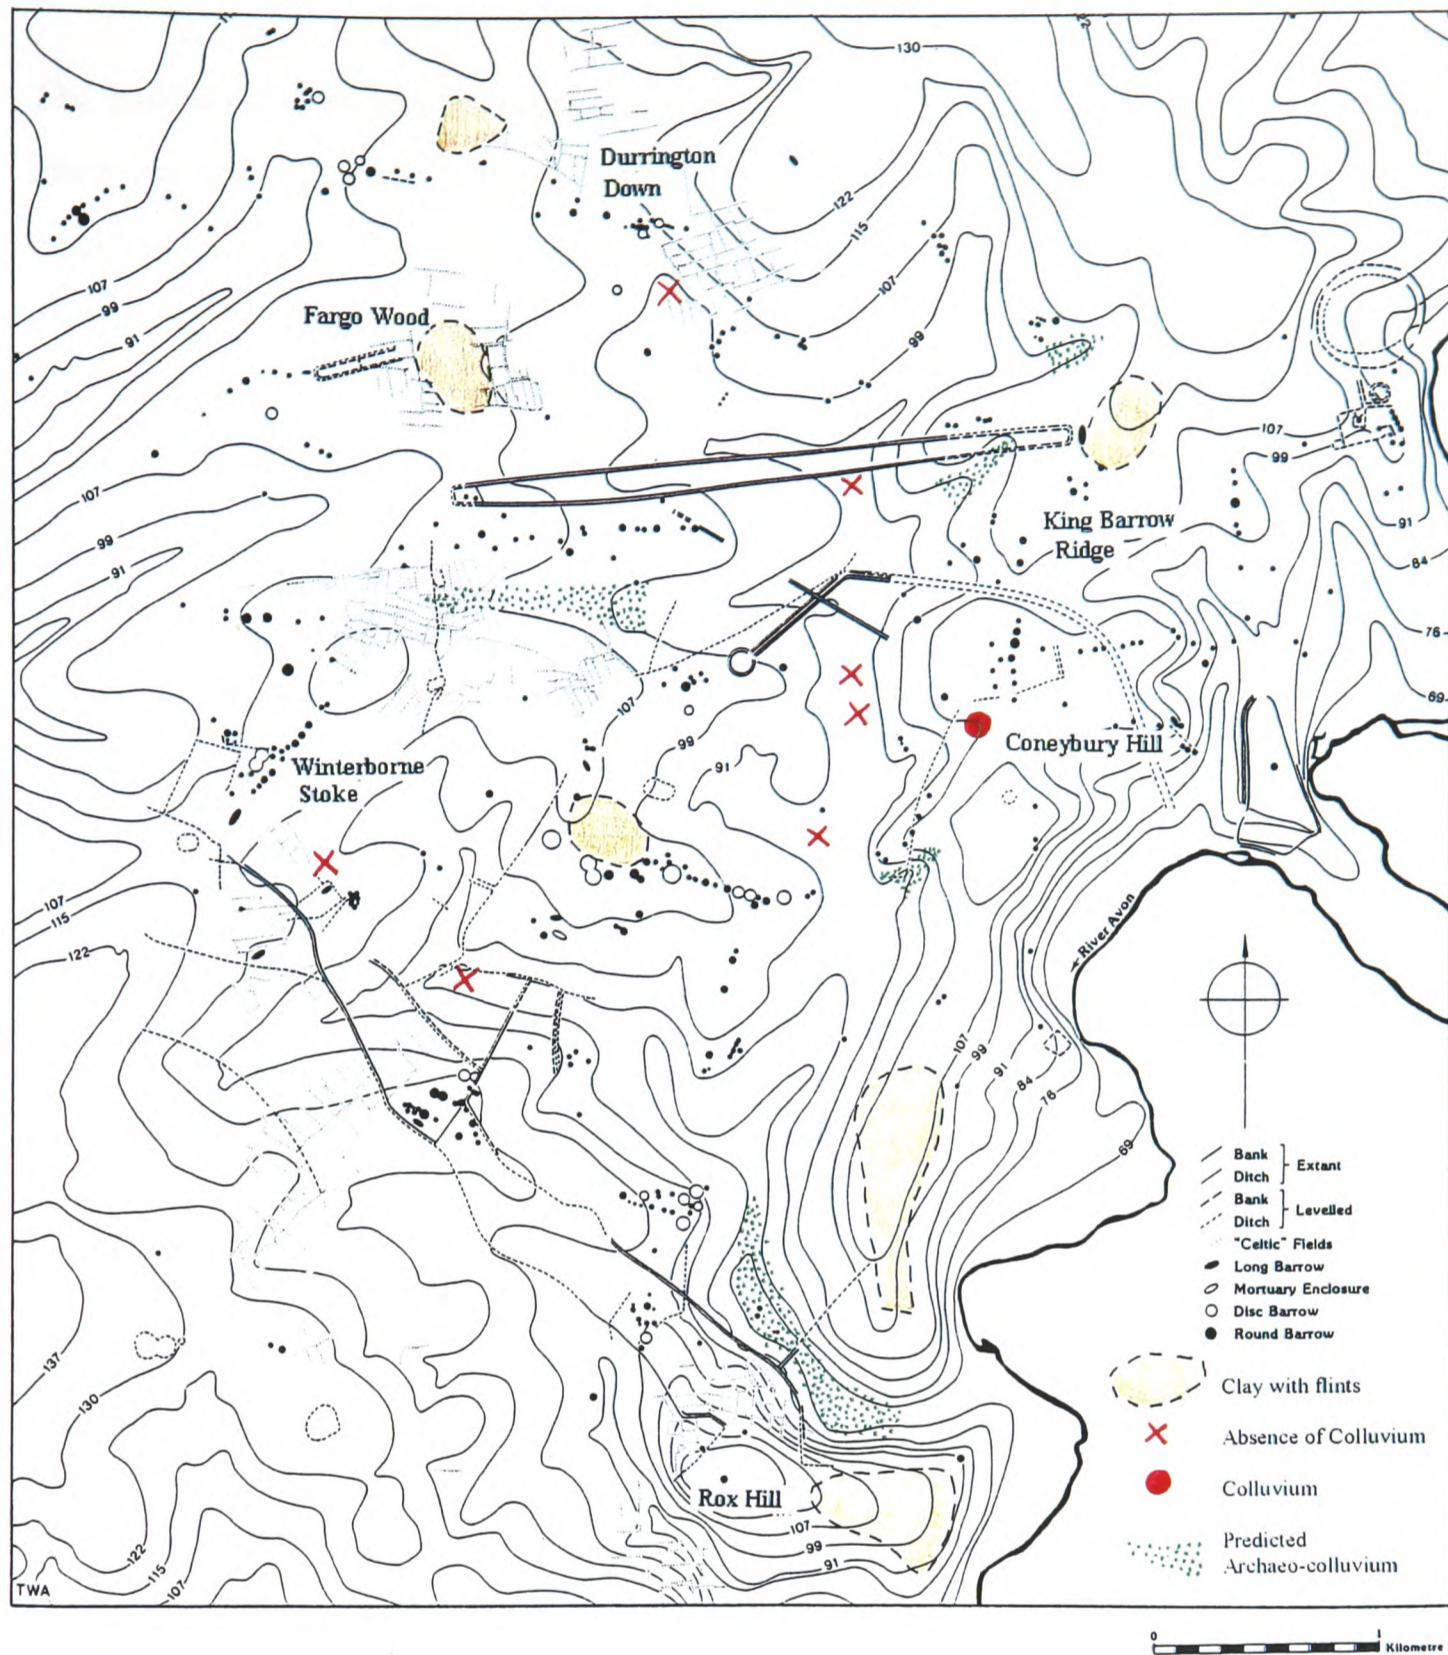 130
Durrington
Down
122
115
107
107
99
91
Fargo Wood
99
107
99
107
King Barrow
Ridge
91
99
84
91
76
107
69
99
Coneybury Hill
91
Winterborne
Stoke
107
115
River Avon
122
107
99
91
84
76
69
Bank
Ditch
Extant
Bank
Ditch
Levelled
"Celtic" Fields
Long Barrow
Mortuary Enclosure
Disc Barrow
Round Barrow
137
130
Clay with flints
Absence of Colluvium
Colluvium
Rox Hill
107
99
91
122
115
107
Predicted
Archaeo-colluvium
TWA
0 1
Kilometre